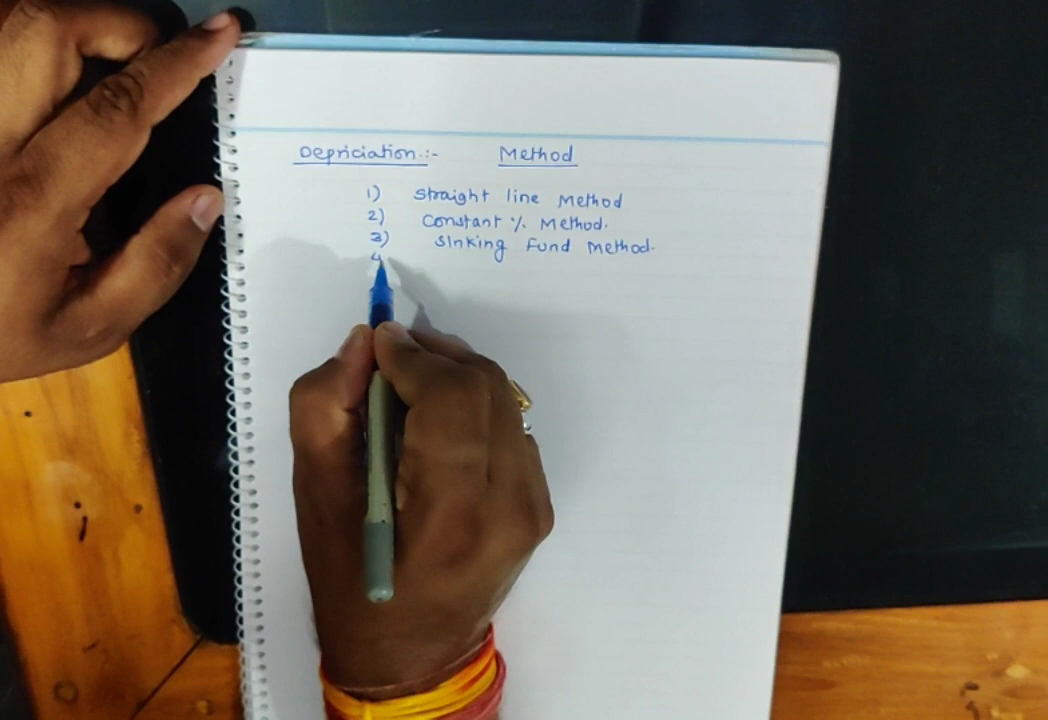 Depriciation:- Method
1) Straight line Method
2) Constant % Method.
3) Sinking Fund Method.
4